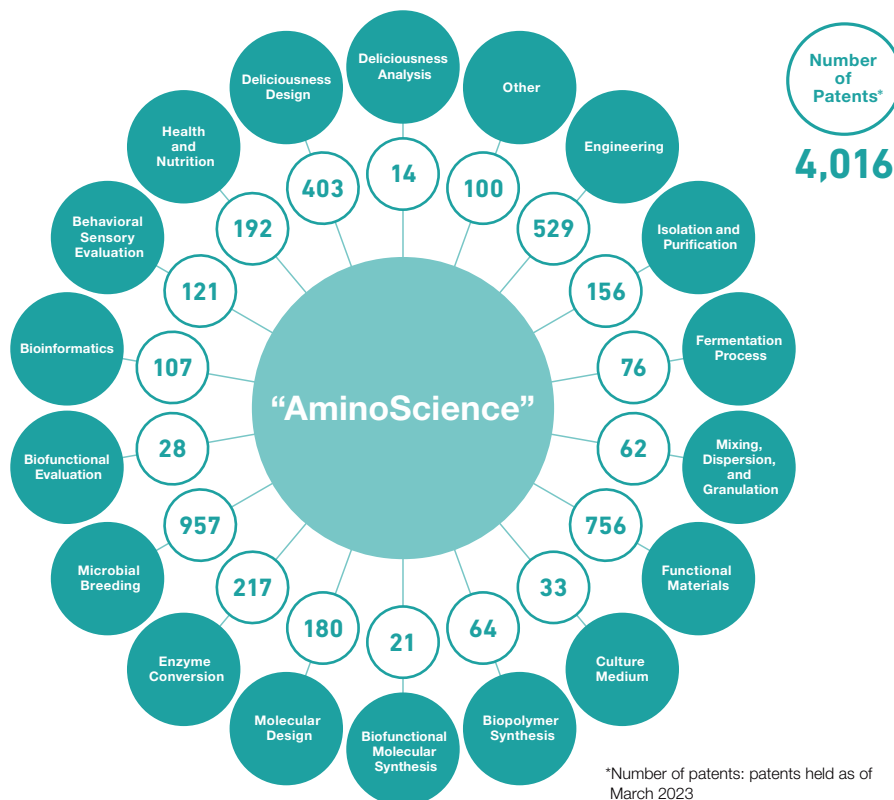 Deliciousness
Analysis
14
Other
100
Engineering
529
Isolation and
Purification
156
Fermentation
Process
76
Mixing,
Dispersion,
and
Granulation
62
Functional
Materials
756
Culture
Medium
33
Biopolymer
Synthesis
64
Biofunctional
Molecular
Synthesis
21
Molecular
Design
180
Enzyme
Conversion
217
Microbial
Breeding
957
Biofunctional
Evaluation
28
Bioinformatics
107
Behavioral
Sensory
Evaluation
121
Health
and
Nutrition
192
Deliciousness
Design
403
“AminoScience”
Number
of
Patents*
4,016
*Number of patents: patents held as of
March 2023